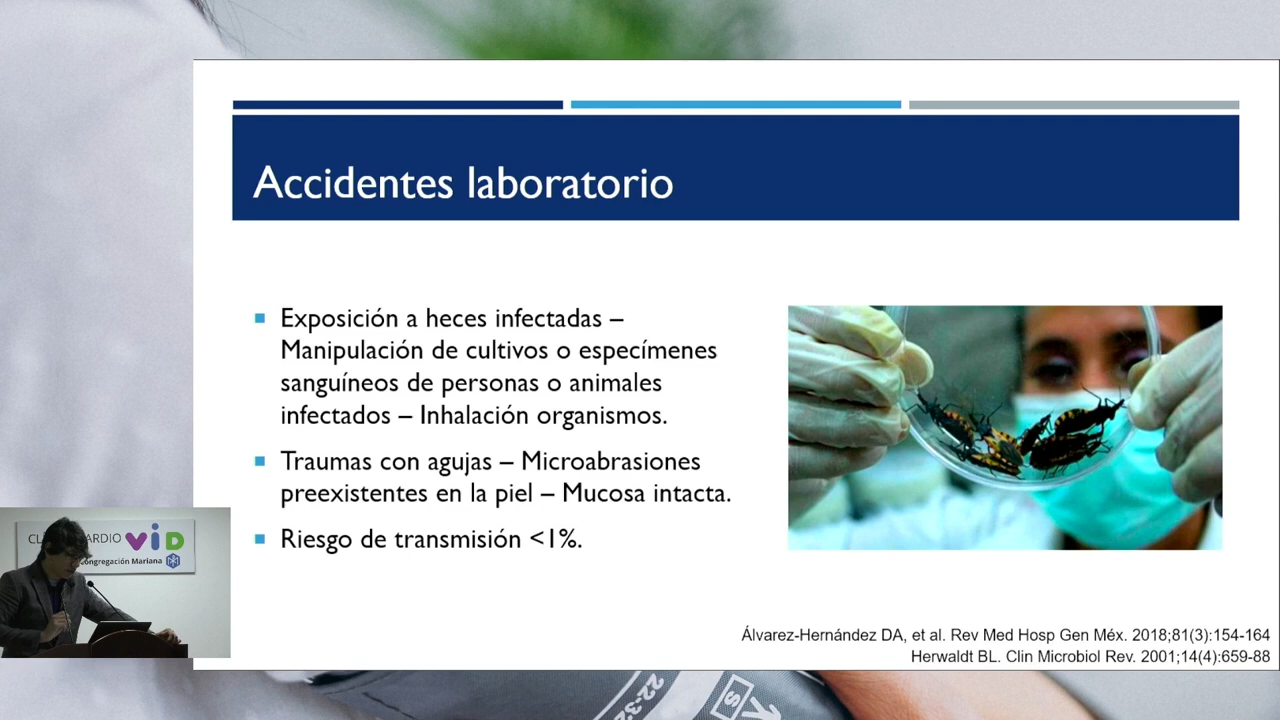 Accidentes laboratorio
▪ Exposición a heces infectadas –
Manipulación de cultivos o especímenes
sanguíneos de personas o animales
infectados – Inhalación organismos.
▪ Traumas con agujas – Microabrasiones
preexistentes en la piel – Mucosa intacta.
▪ Riesgo de transmisión <1%.
Álvarez-Hernández DA, et al. Rev Med Hosp Gen Méx. 2018;81(3):154-164
Herwaldt BL. Clin Microbiol Rev. 2001;14(4):659-88
VID
ongregación Mariana